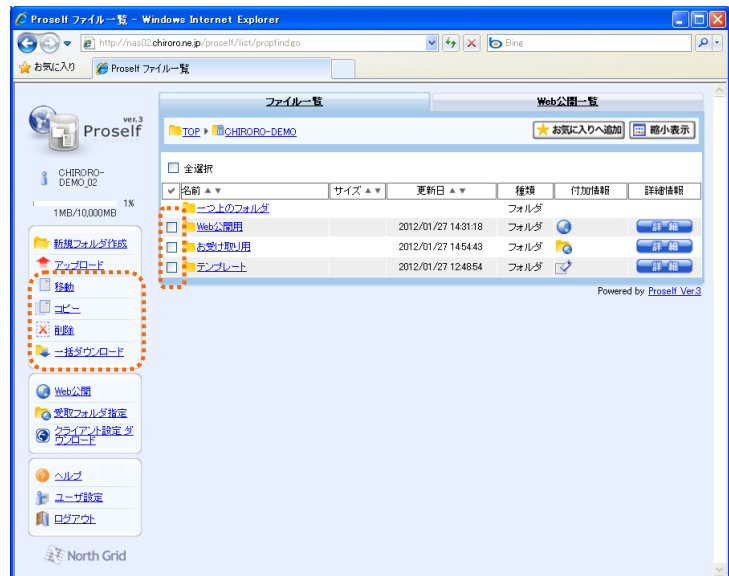 Proself ファイル一覧 - Windows Internet Explorer
http://nas02.chiroro.ne.jp/proself/list/propfind.go
Bing
お気に入り
Proself ファイル一覧
ver.3
Proself
CHIRORO-
DEMO_02
1%
1MB/10,000MB
新規フォルダ作成
アップロード
移動
コピー
削除
一括ダウンロード
Web公開
受取フォルダ指定
クライアント設定 ダ
ウンロード
ヘルプ
ユーザ設定
ログアウト
North Grid
ファイル一覧
Web公開一覧
TOP
CHIRORO-DEMO
お気に入りへ追加
縮小表示
全選択
名前 ▲▼ サイズ ▲▼ 更新日 ▲▼ 種類 付加情報 詳細情報
一つ上のフォルダ フォルダ
Web公開用 2012/01/27 14:31:18 フォルダ 詳 細
お受け取り用 2012/01/27 14:54:43 フォルダ 詳 細
テンプレート 2012/01/27 12:48:54 フォルダ 詳 細
Powered by Proself Ver.3